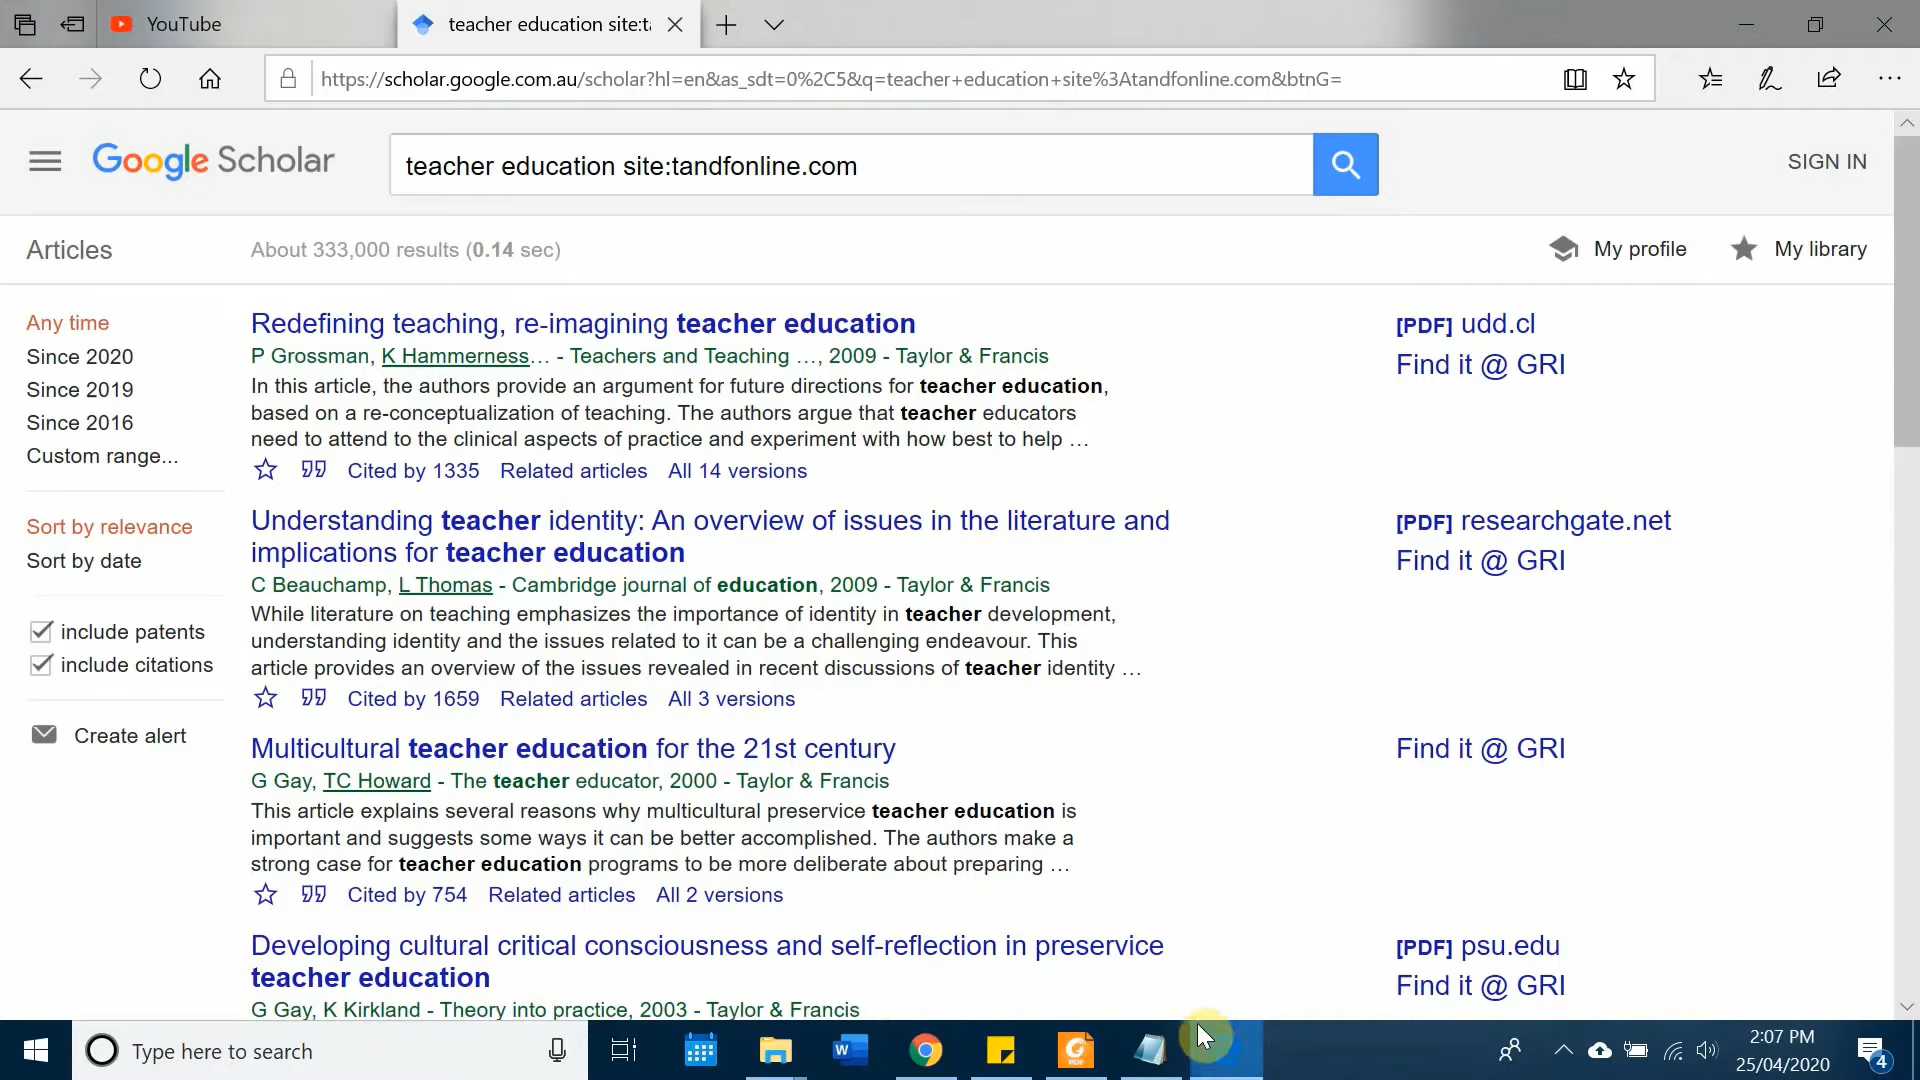 YouTube
teacher education site:ta
https://scholar.google.com.au/scholar?hl=en&as_sdt=0%2C5&q=teacher+education+site%3Atandfonline.com&btnG=
Google Scholar
teacher education site:tandfonline.com
SIGN IN
Articles
About 333,000 results (0.14 sec)
My profile
My library
Any time
Since 2020
Since 2019
Since 2016
Custom range...
Sort by relevance
Sort by date
include patents
include citations
Create alert
Redefining teaching, re-imagining teacher education
P Grossman, K Hammerness… - Teachers and Teaching …, 2009 - Taylor & Francis
In this article, the authors provide an argument for future directions for teacher education,
based on a re-conceptualization of teaching. The authors argue that teacher educators
need to attend to the clinical aspects of practice and experiment with how best to help …
Cited by 1335 Related articles All 14 versions
[PDF] udd.cl
Find it @ GRI
Understanding teacher identity: An overview of issues in the literature and
implications for teacher education
C Beauchamp, L Thomas - Cambridge journal of education, 2009 - Taylor & Francis
While literature on teaching emphasizes the importance of identity in teacher development,
understanding identity and the issues related to it can be a challenging endeavour. This
article provides an overview of the issues revealed in recent discussions of teacher identity …
Cited by 1659 Related articles All 3 versions
[PDF] researchgate.net
Find it @ GRI
Multicultural teacher education for the 21st century
G Gay, TC Howard - The teacher educator, 2000 - Taylor & Francis
This article explains several reasons why multicultural preservice teacher education is
important and suggests some ways it can be better accomplished. The authors make a
strong case for teacher education programs to be more deliberate about preparing …
Cited by 754 Related articles All 2 versions
Find it @ GRI
Developing cultural critical consciousness and self-reflection in preservice
teacher education
G Gay, K Kirkland - Theory into practice, 2003 - Taylor & Francis
[PDF] psu.edu
Find it @ GRI
Type here to search
W
PDF
2:07 PM
25/04/2020
4